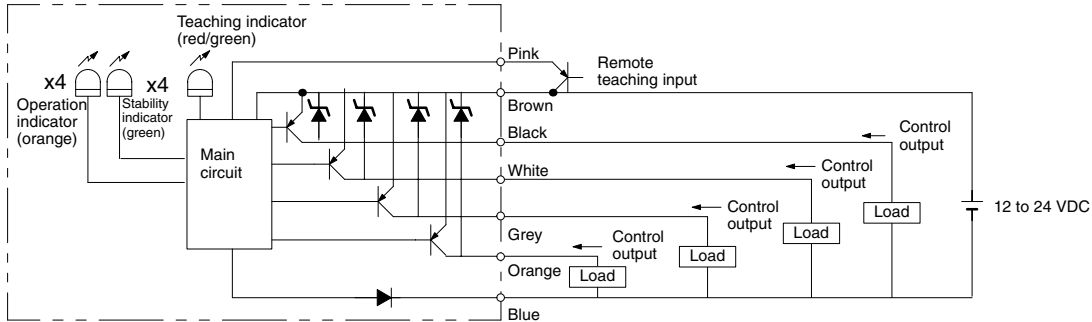 Teaching indicator
(red/green)
x4
x4
Operation
indicator
(orange)
Stability
indicator
(green)
Main
circuit
Pink
Remote
teaching input
Brown
Black
Control
output
White
Control
output
Load
12 to 24 VDC
Control
output
Load
Grey
Control
output
Load
Orange
Load
Blue